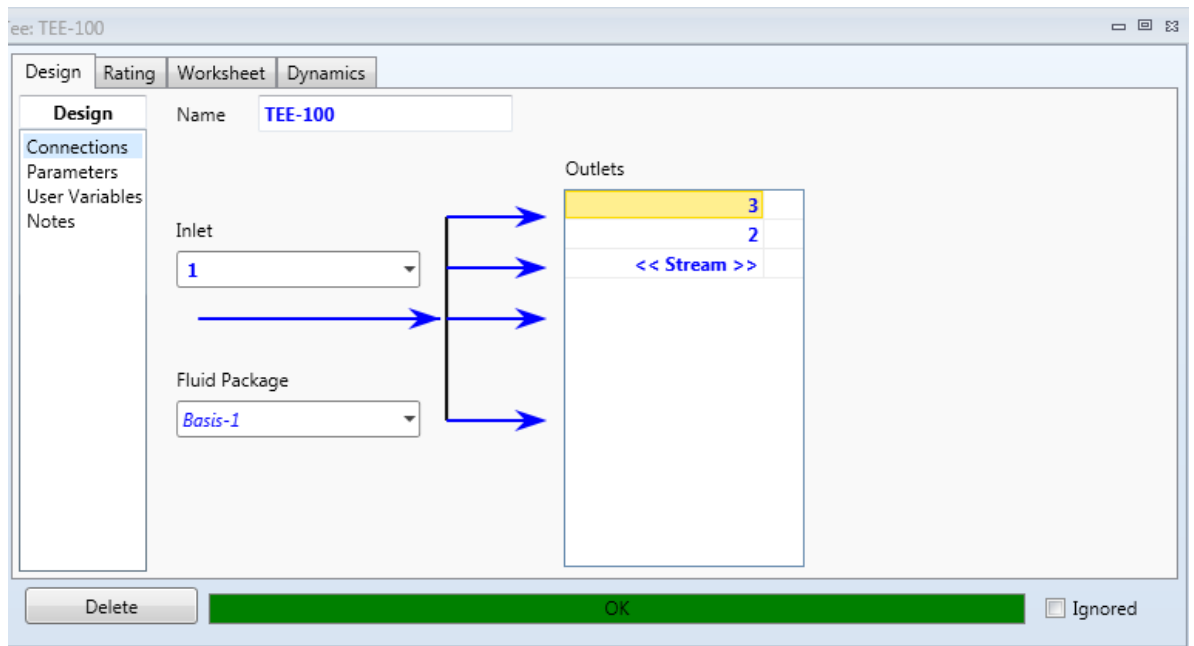 ee: TEE-100
Design Rating Worksheet Dynamics
Design
Connections
Parameters
User Variables
Notes
Name TEE-100
Outlets
3
2
<< Stream >>
Inlet
1
Fluid Package
Basis-1
Delete
OK
Ignored